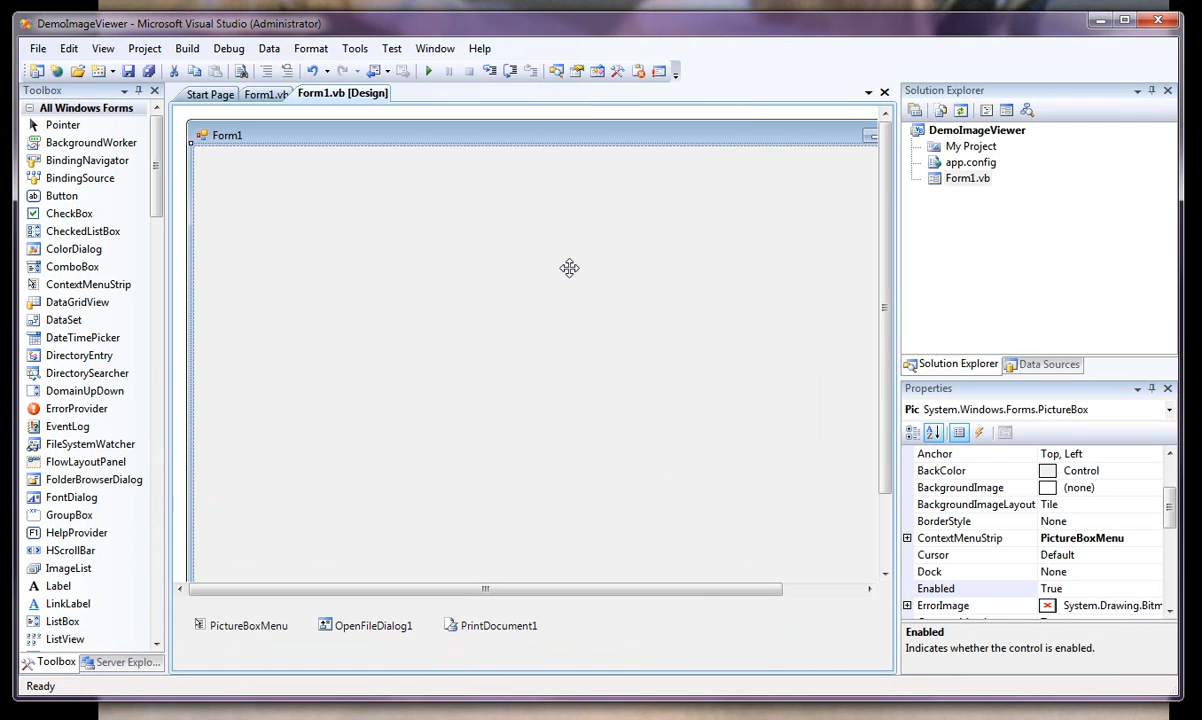 DemoImageViewer - Microsoft Visual Studio (Administrator)
File Edit View Project Build Debug Data Format Tools Test Window Help
Toolbox
All Windows Forms
Pointer
BackgroundWorker
BindingNavigator
BindingSource
Button
CheckBox
CheckedListBox
ColorDialog
ComboBox
ContextMenuStrip
DataGridView
DataSet
DateTimePicker
DirectoryEntry
DirectorySearcher
DomainUpDown
ErrorProvider
EventLog
FileSystemWatcher
FlowLayoutPanel
FolderBrowserDialog
FontDialog
GroupBox
HelpProvider
HScrollBar
ImageList
Label
LinkLabel
ListBox
ListView
Toolbox Server Explo...
Start Page Form1.vb Form1.vb [Design]
Form1
PictureBoxMenu OpenFileDialog1 PrintDocument1
Solution Explorer
DemoImageViewer
My Project
app.config
Form1.vb
Solution Explorer Data Sources
Properties
Pic System.Windows.Forms.PictureBox
Anchor Top, Left
BackColor Control
BackgroundImage (none)
BackgroundImageLayout Tile
BorderStyle None
ContextMenuStrip PictureBoxMenu
Cursor Default
Dock None
Enabled True
ErrorImage System.Drawing.Bitm
Enabled
Indicates whether the control is enabled.
Ready